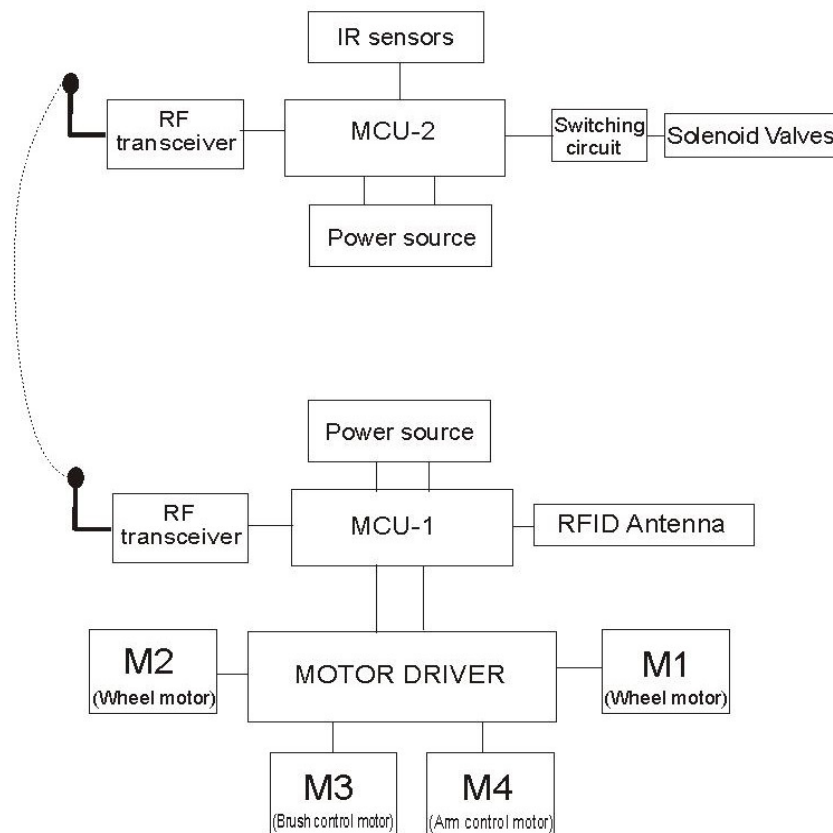 IR sensors
RF
transceiver
MCU-2
Switching
circuit
Solenoid Valves
Power source
Power source
RF
transceiver
MCU-1
RFID Antenna
M2
(Wheel motor)
MOTOR DRIVER
M1
(Wheel motor)
M3
(Brush control motor)
M4
(Arm control motor)